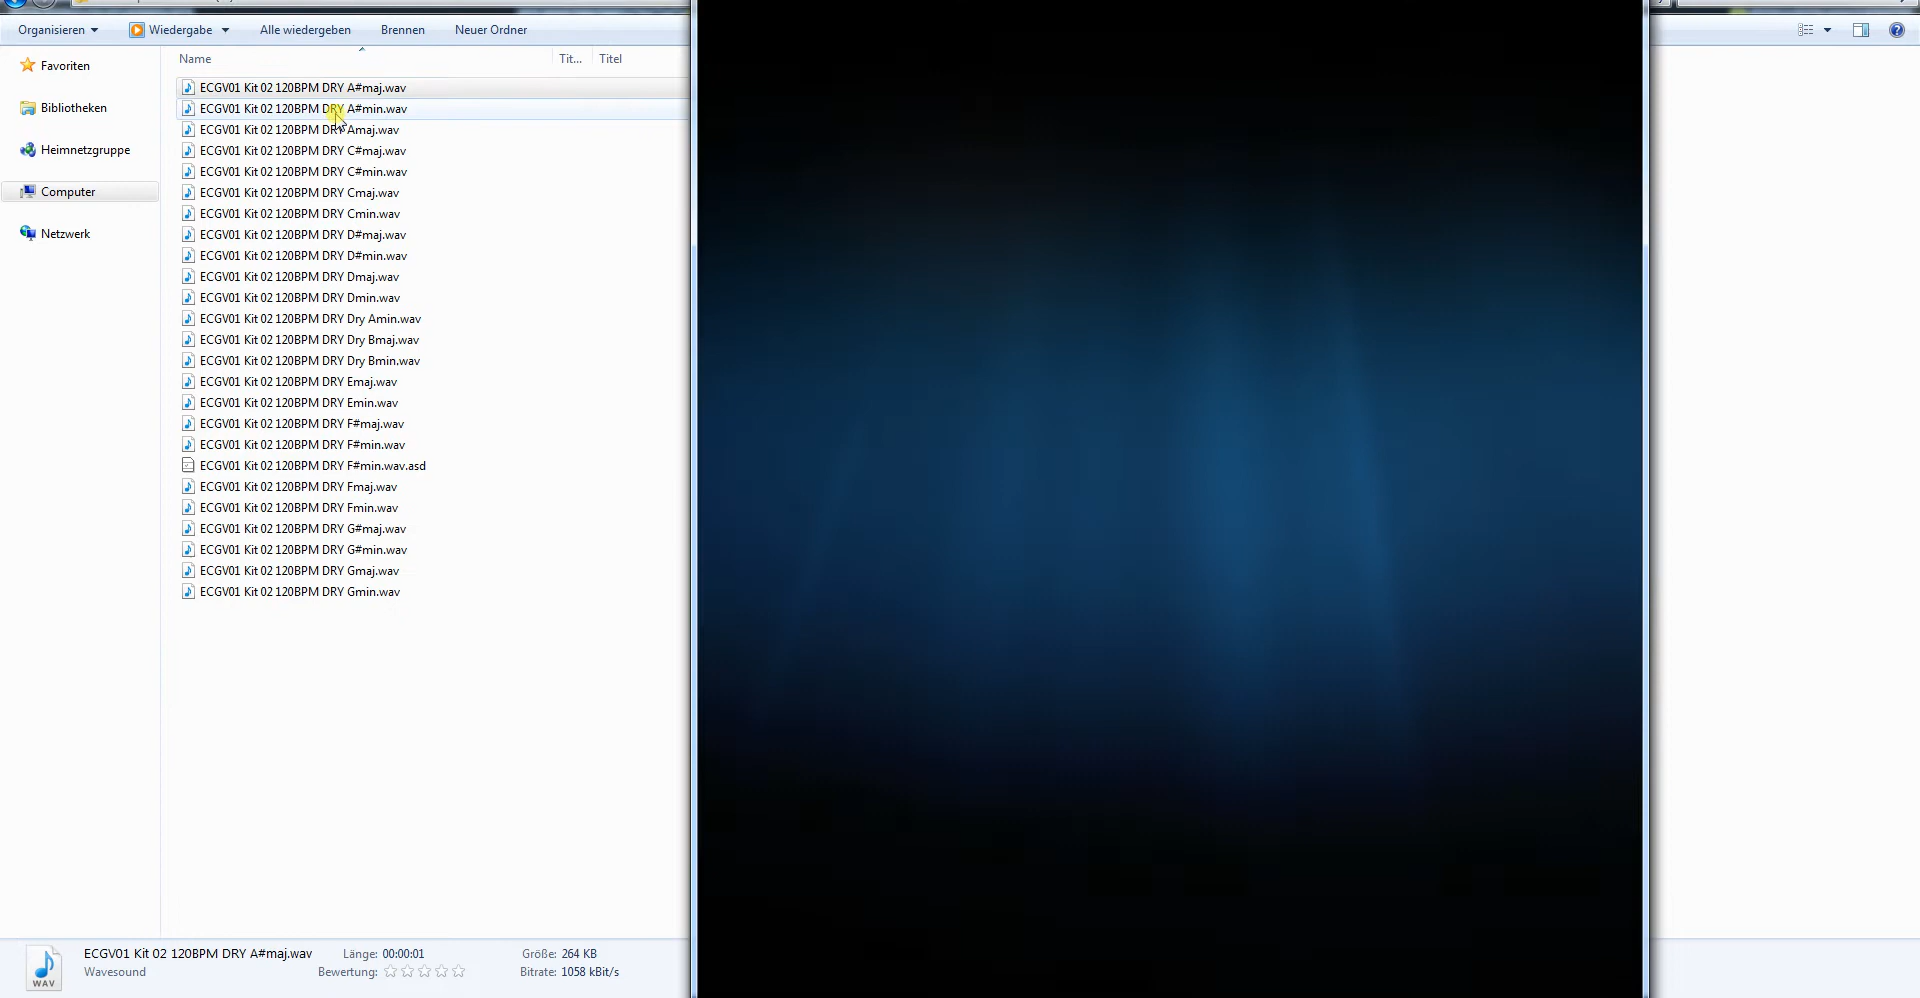 Organisieren Wiedergabe Alle wiedergeben Brennen Neuer Ordner
Favoriten
Bibliotheken
Heimnetzgruppe
Computer
Netzwerk
Name Tit... Titel
ECGV01 Kit 02 120BPM DRY A#maj.wav
ECGV01 Kit 02 120BPM DRY A#min.wav
ECGV01 Kit 02 120BPM DRY Amaj.wav
ECGV01 Kit 02 120BPM DRY C#maj.wav
ECGV01 Kit 02 120BPM DRY C#min.wav
ECGV01 Kit 02 120BPM DRY Cmaj.wav
ECGV01 Kit 02 120BPM DRY Cmin.wav
ECGV01 Kit 02 120BPM DRY D#maj.wav
ECGV01 Kit 02 120BPM DRY D#min.wav
ECGV01 Kit 02 120BPM DRY Dmaj.wav
ECGV01 Kit 02 120BPM DRY Dmin.wav
ECGV01 Kit 02 120BPM DRY Dry Amin.wav
ECGV01 Kit 02 120BPM DRY Dry Bmaj.wav
ECGV01 Kit 02 120BPM DRY Dry Bmin.wav
ECGV01 Kit 02 120BPM DRY Emaj.wav
ECGV01 Kit 02 120BPM DRY Emin.wav
ECGV01 Kit 02 120BPM DRY F#maj.wav
ECGV01 Kit 02 120BPM DRY F#min.wav
ECGV01 Kit 02 120BPM DRY F#min.wav.asd
ECGV01 Kit 02 120BPM DRY Fmaj.wav
ECGV01 Kit 02 120BPM DRY Fmin.wav
ECGV01 Kit 02 120BPM DRY G#maj.wav
ECGV01 Kit 02 120BPM DRY G#min.wav
ECGV01 Kit 02 120BPM DRY Gmaj.wav
ECGV01 Kit 02 120BPM DRY Gmin.wav
WAV
ECGV01 Kit 02 120BPM DRY A#maj.wav Länge: 00:00:01 Größe: 264 KB
Wavesound Bewertung: Bitrate: 1058 kBit/s